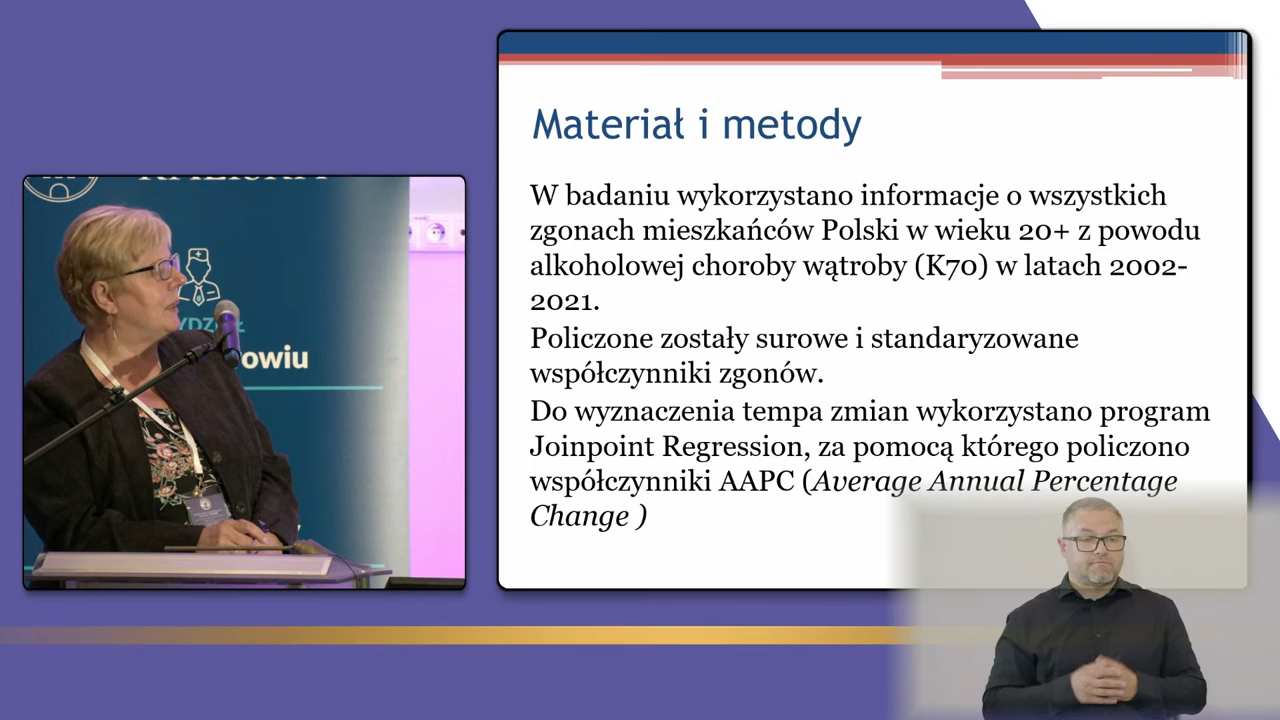 Materiał i metody
W badaniu wykorzystano informacje o wszystkich
zgonach mieszkańców Polski w wieku 20+ z powodu
alkoholowej choroby wątroby (K70) w latach 2002-
2021.
Policzone zostały surowe i standaryzowane
współczynniki zgonów.
Do wyznaczenia tempa zmian wykorzystano program
Joinpoint Regression, za pomocą którego policzono
współczynniki AAPC (Average Annual Percentage
Change )
owiu